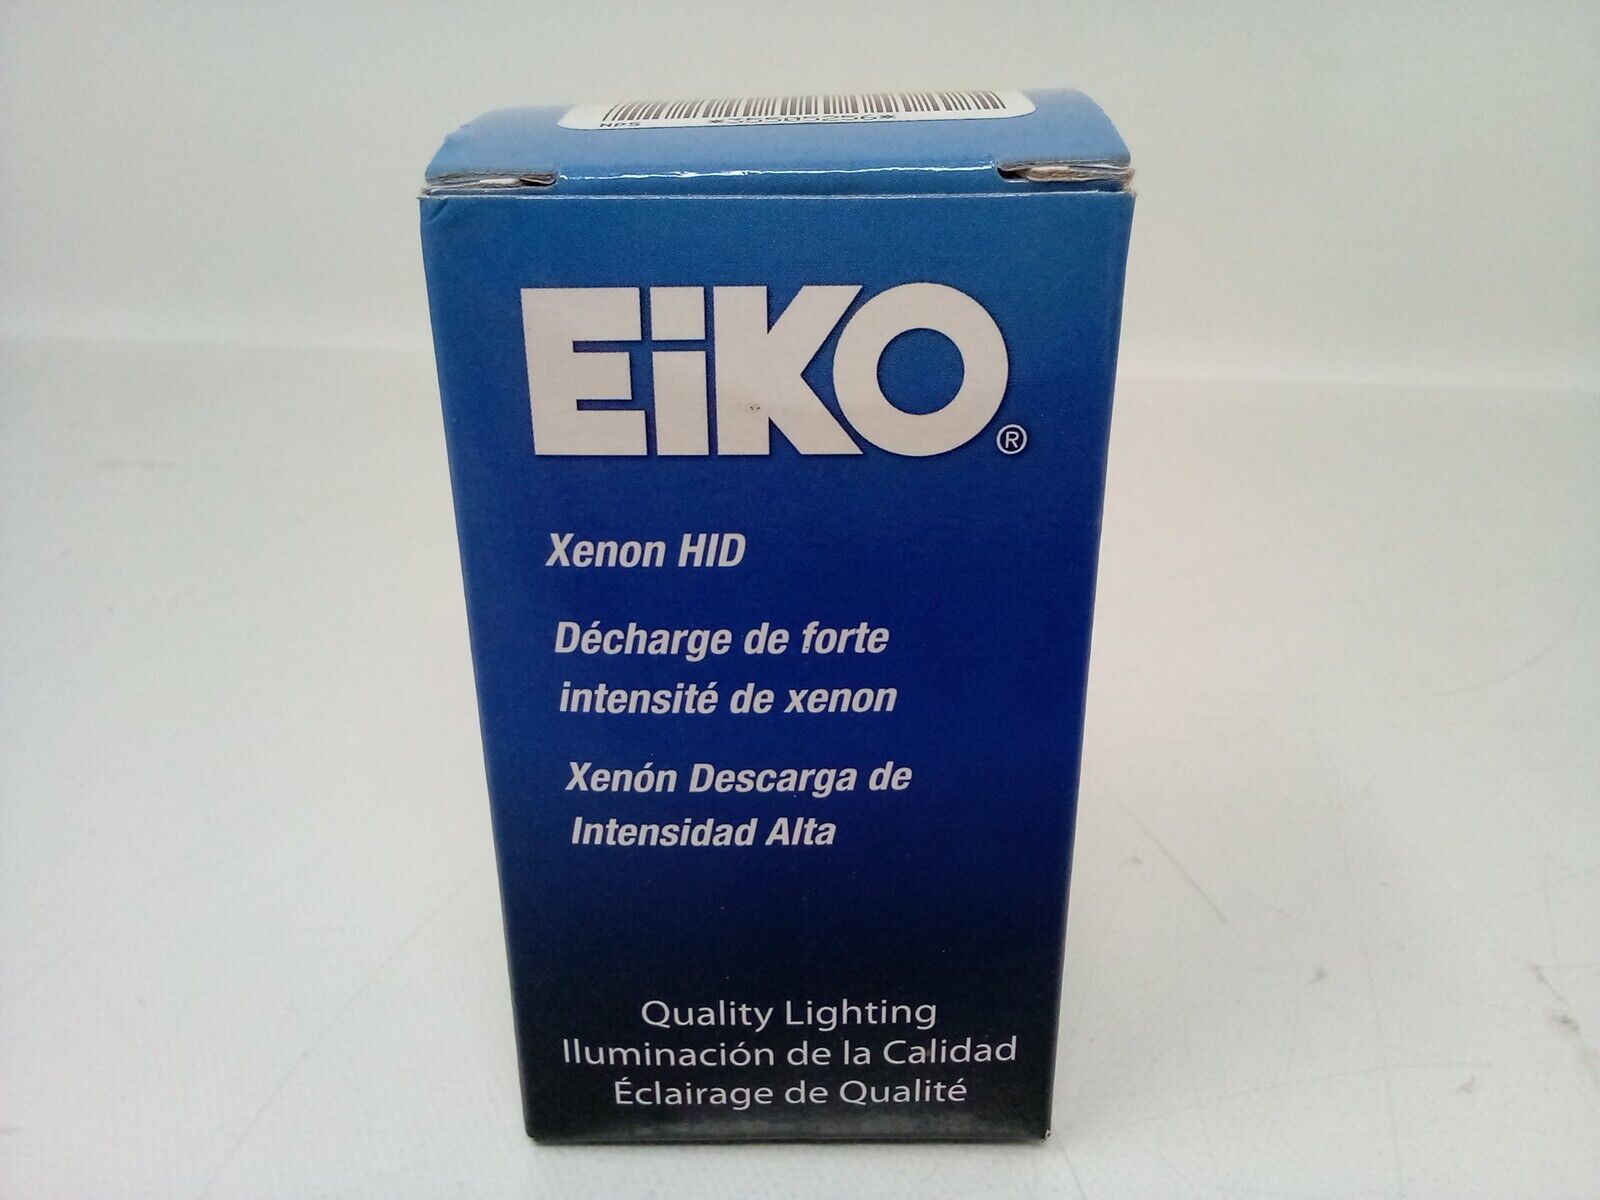 NPS
EiKO®
Xenon HID
Décharge de forte
intensité de xenon
Xenón Descarga de
Intensidad Alta
Quality Lighting
Iluminación de la Calidad
Éclairage de Qualité